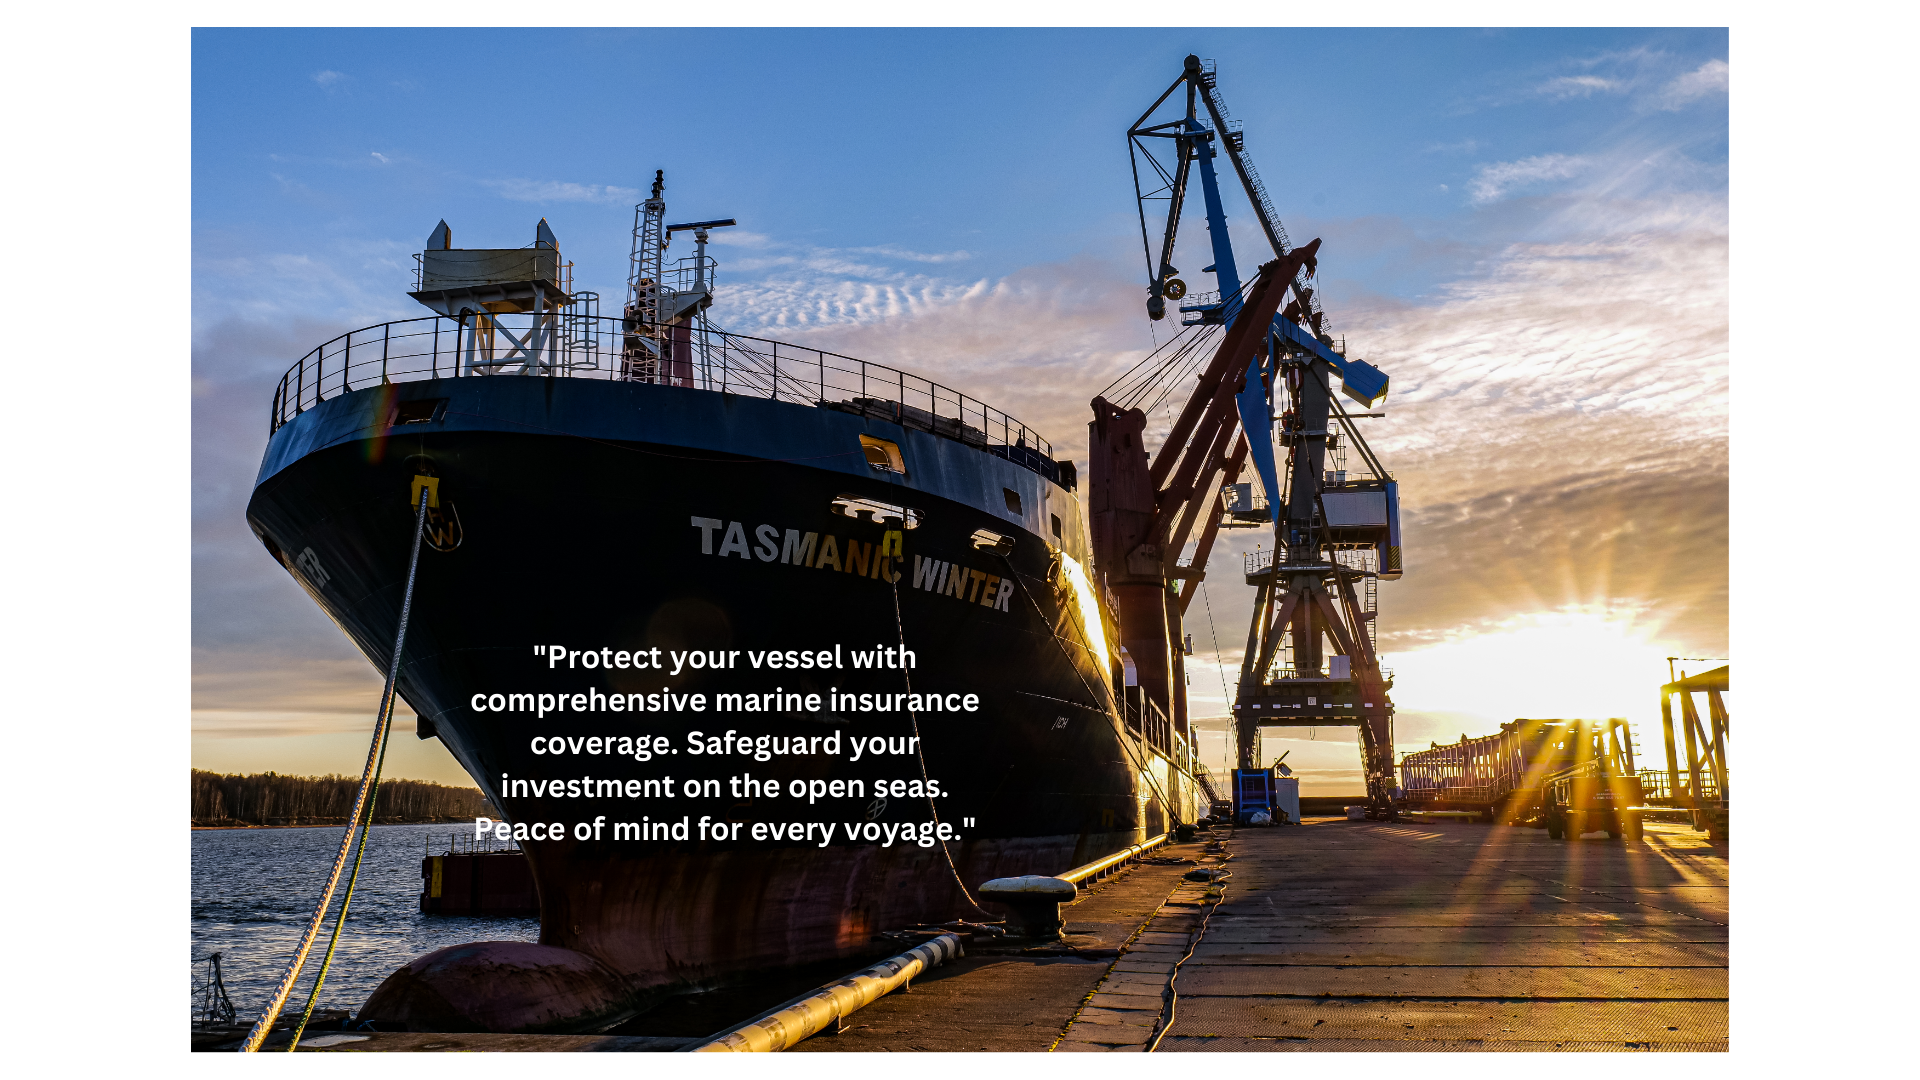 TASMANIC WINTER
"Protect your vessel with
comprehensive marine insurance
coverage. Safeguard your
investment on the open seas.
Peace of mind for every voyage."